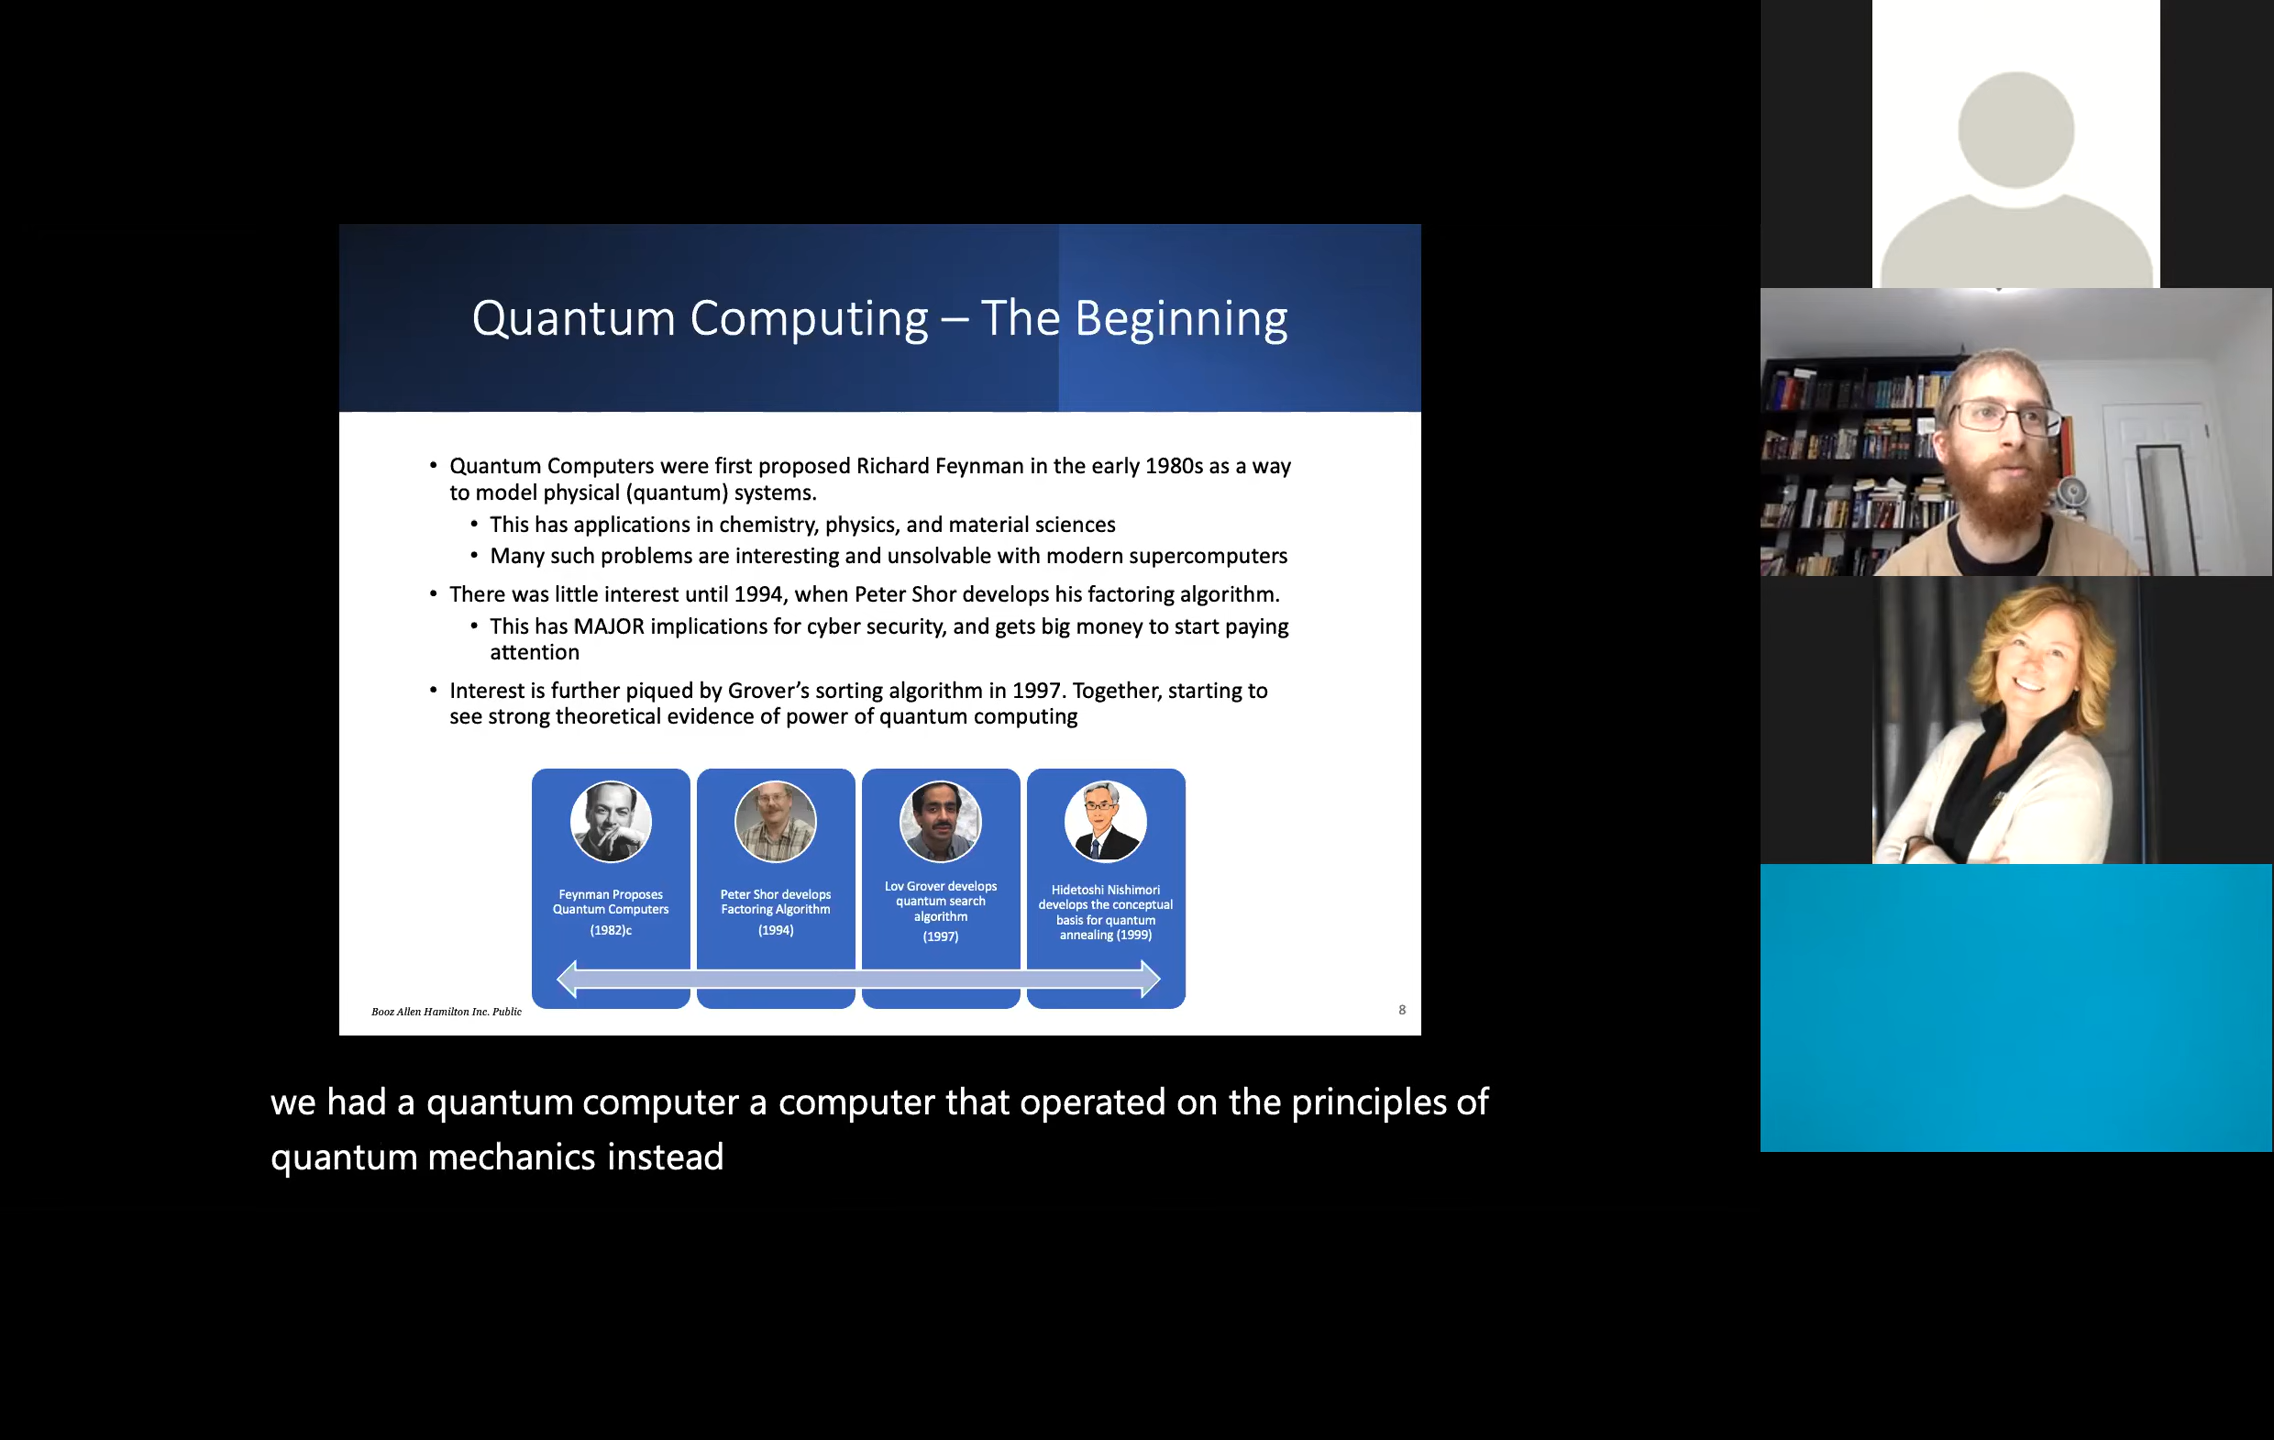 Quantum Computing – The Beginning
• Quantum Computers were first proposed Richard Feynman in the early 1980s as a way
to model physical (quantum) systems.
• This has applications in chemistry, physics, and material sciences
• Many such problems are interesting and unsolvable with modern supercomputers
• There was little interest until 1994, when Peter Shor develops his factoring algorithm.
• This has MAJOR implications for cyber security, and gets big money to start paying
attention
• Interest is further piqued by Grover’s sorting algorithm in 1997. Together, starting to
see strong theoretical evidence of power of quantum computing
Feynman Proposes
Quantum Computers
(1982)c
Peter Shor develops
Factoring Algorithm
(1994)
Lov Grover develops
quantum search
algorithm
(1997)
Hidetoshi Nishimori
develops the conceptual
basis for quantum
annealing (1999)
Booz Allen Hamilton Inc. Public
8
we had a quantum computer a computer that operated on the principles of
quantum mechanics instead